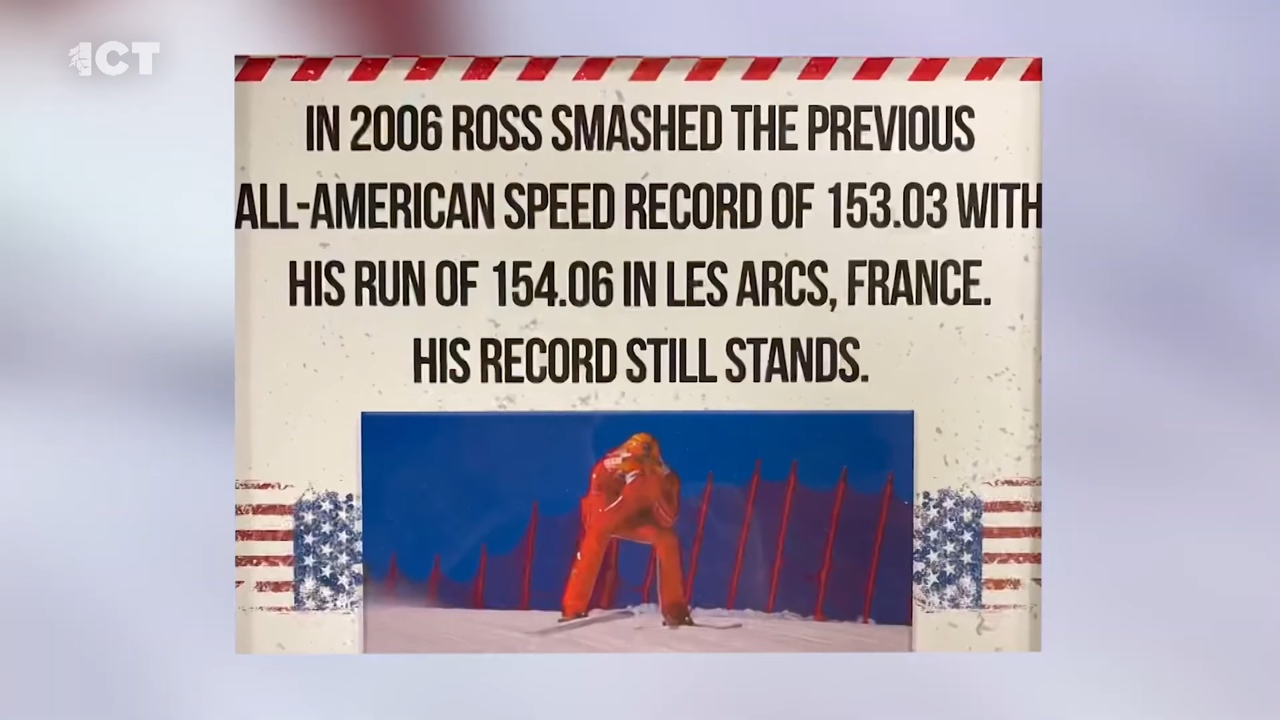 ICT
IN 2006 ROSS SMASHED THE PREVIOUS
ALL-AMERICAN SPEED RECORD OF 153.03 WITH
HIS RUN OF 154.06 IN LES ARCS, FRANCE.
HIS RECORD STILL STANDS.